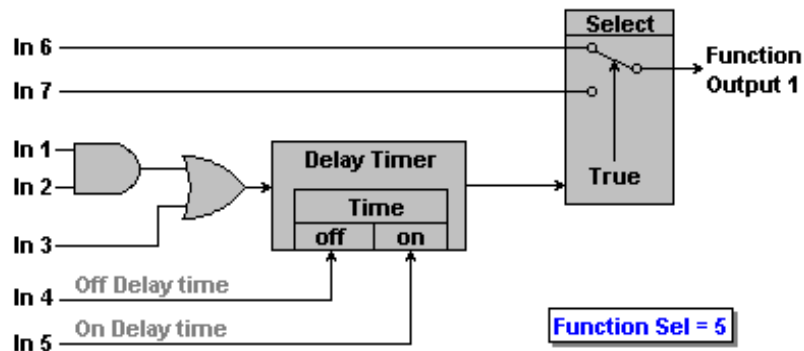 Select
In 6
Function
Output 1
In 7
In 1
In 2
Delay Timer
True
Time
off on
In 3
Off Delay time
In 4
On Delay time
In 5
Function Sel = 5